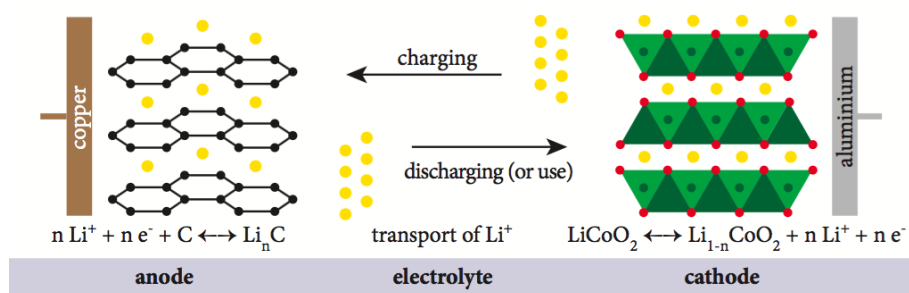 copper
charging
discharging (or use)
aluminium
n Li⁺ + n e⁻ + C ⟷ LiₙC
transport of Li⁺
LiCoO₂ ⟷ Li₁₋ₙCoO₂ + n Li⁺ + n e⁻
anode
electrolyte
cathode